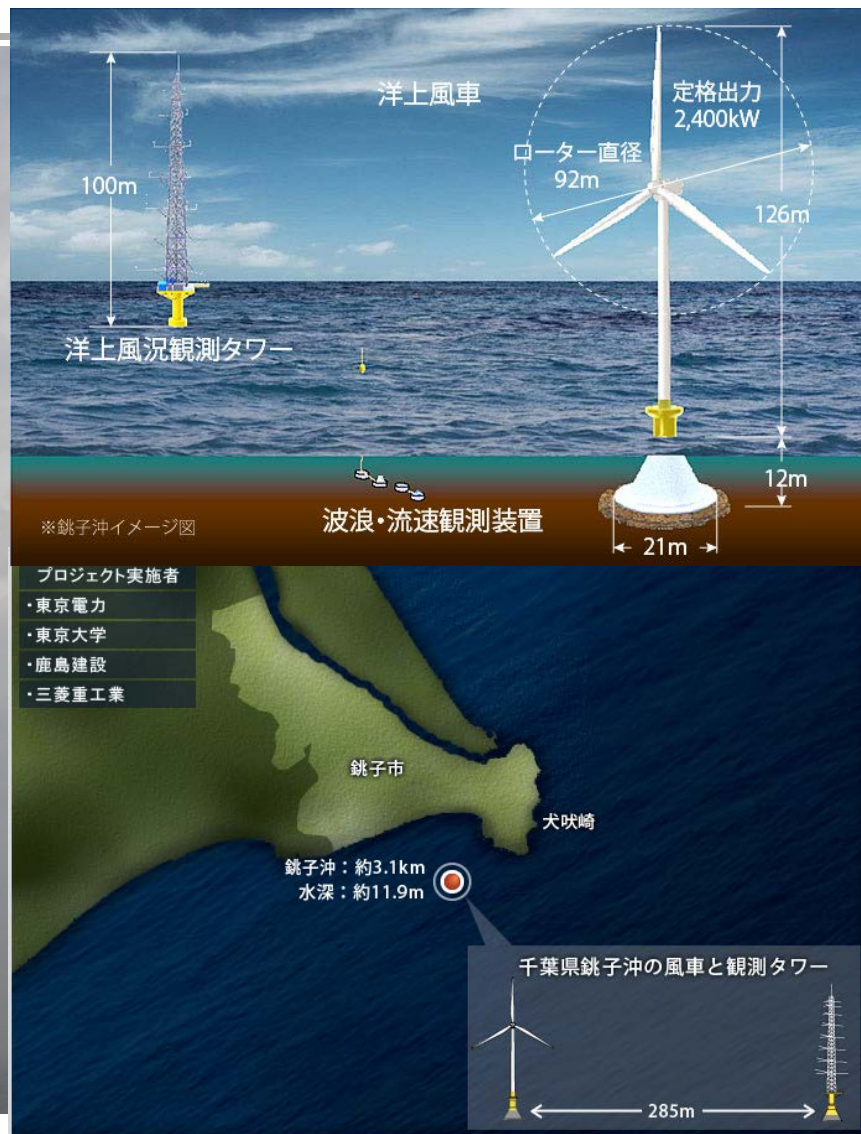 洋上風車
定格出力
2,400kW
ローター直径
92m
100m
126m
洋上風況観測タワー
12m
※銚子沖イメージ図
波浪・流速観測装置
21m
プロジェクト実施者
・東京電力
・東京大学
・鹿島建設
・三菱重工業
銚子市
犬吠崎
銚子沖：約3.1km
水深：約11.9m
千葉県銚子沖の風車と観測タワー
285m